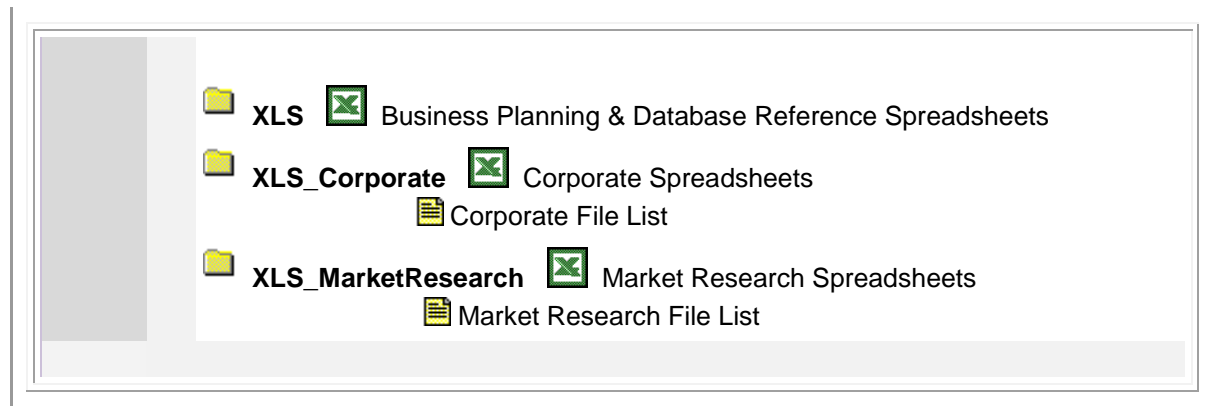 XLS Business Planning & Database Reference Spreadsheets
XLS_Corporate Corporate Spreadsheets
Corporate File List
XLS_MarketResearch Market Research Spreadsheets
Market Research File List